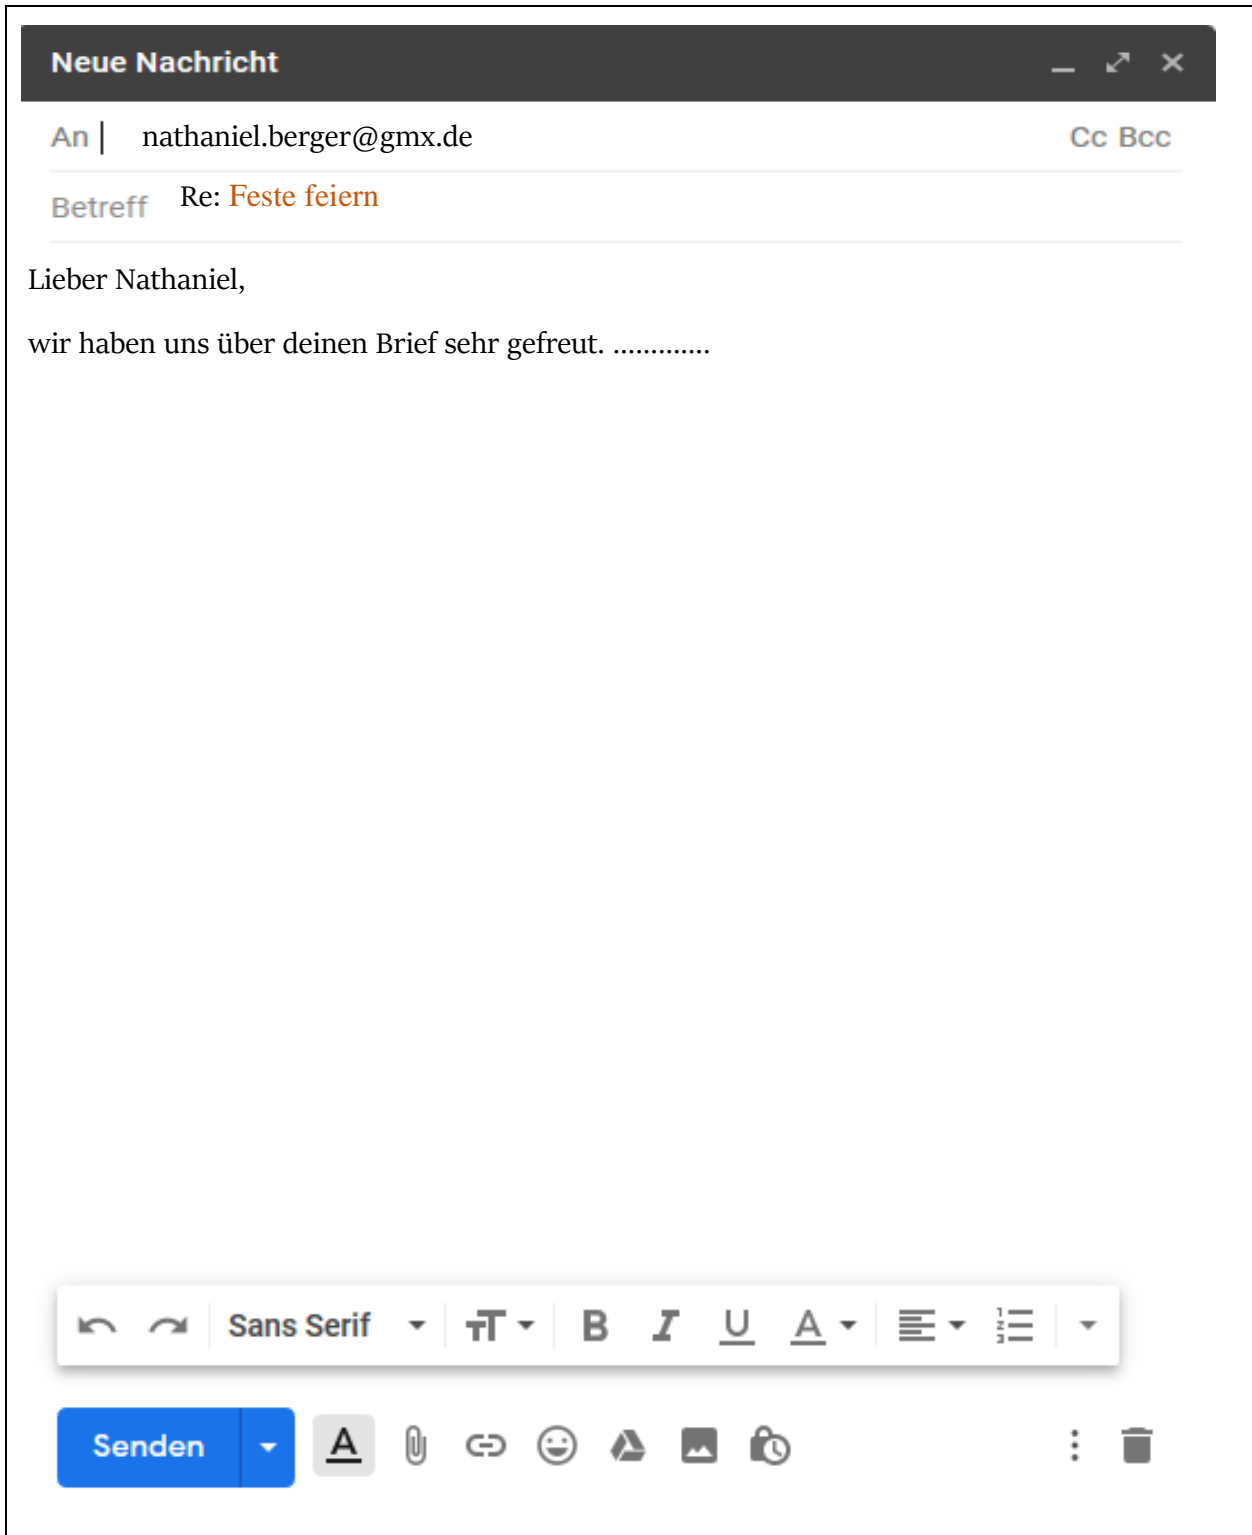 Neue Nachricht
An nathaniel.berger@gmx.de Cc Bcc
Betreff Re: Feste feiern
Lieber Nathaniel,
wir haben uns über deinen Brief sehr gefreut. .............
Sans Serif TT B I U A
Senden A